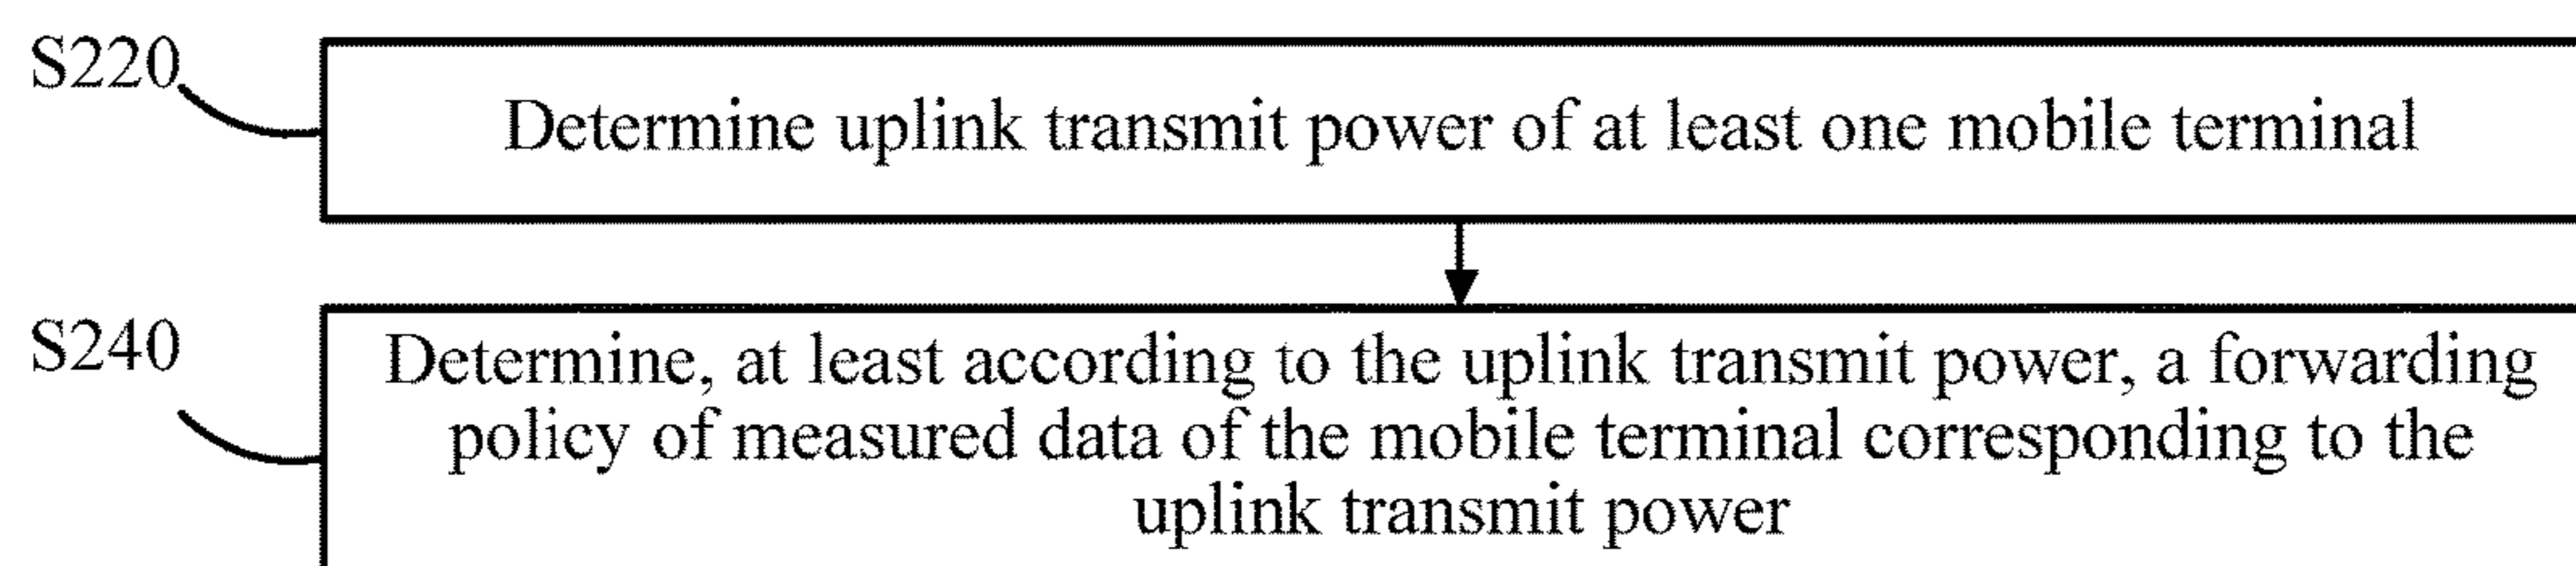 S220
Determine uplink transmit power of at least one mobile terminal
S240
Determine, at least according to the uplink transmit power, a forwarding
policy of measured data of the mobile terminal corresponding to the
uplink transmit power